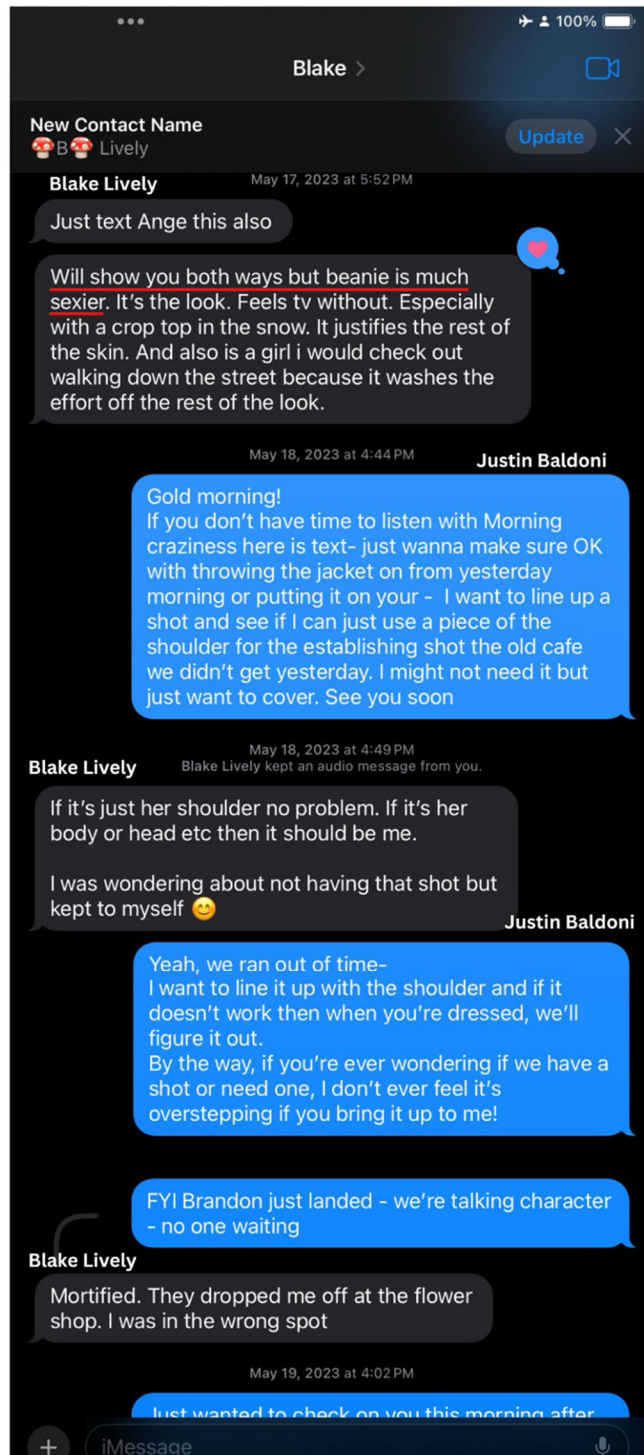 100%
Blake >
New Contact Name
🍄B🍄 Lively
Update
Blake Lively
May 17, 2023 at 5:52 PM
Just text Ange this also
Will show you both ways but beanie is much
sexier. It's the look. Feels tv without. Especially
with a crop top in the snow. It justifies the rest of
the skin. And also is a girl i would check out
walking down the street because it washes the
effort off the rest of the look.
May 18, 2023 at 4:44 PM
Justin Baldoni
Gold morning!
If you don't have time to listen with Morning
craziness here is text- just wanna make sure OK
with throwing the jacket on from yesterday
morning or putting it on your - I want to line up a
shot and see if I can just use a piece of the
shoulder for the establishing shot the old cafe
we didn't get yesterday. I might not need it but
just want to cover. See you soon
May 18, 2023 at 4:49 PM
Blake Lively
Blake Lively kept an audio message from you.
If it's just her shoulder no problem. If it's her
body or head etc then it should be me.
I was wondering about not having that shot but
kept to myself 😊
Justin Baldoni
Yeah, we ran out of time-
I want to line it up with the shoulder and if it
doesn't work then when you're dressed, we'll
figure it out.
By the way, if you're ever wondering if we have a
shot or need one, I don't ever feel it's
overstepping if you bring it up to me!
FYI Brandon just landed - we're talking character
- no one waiting
Blake Lively
Mortified. They dropped me off at the flower
shop. I was in the wrong spot
May 19, 2023 at 4:02 PM
Just wanted to check on you this morning after
iMessage